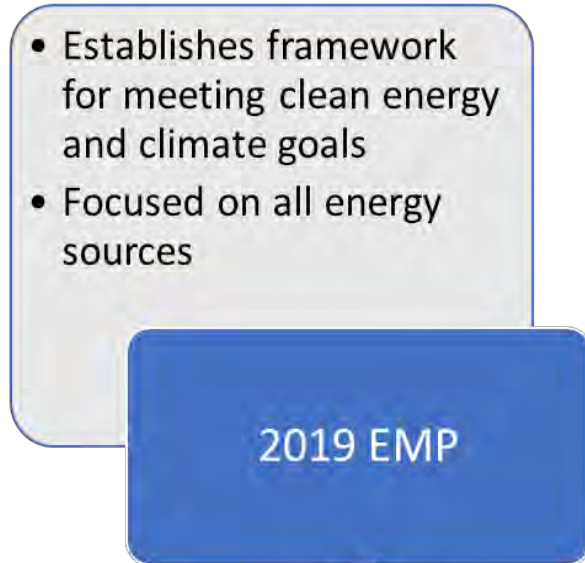 • Establishes framework
for meeting clean energy
and climate goals
• Focused on all energy
sources
2019 EMP